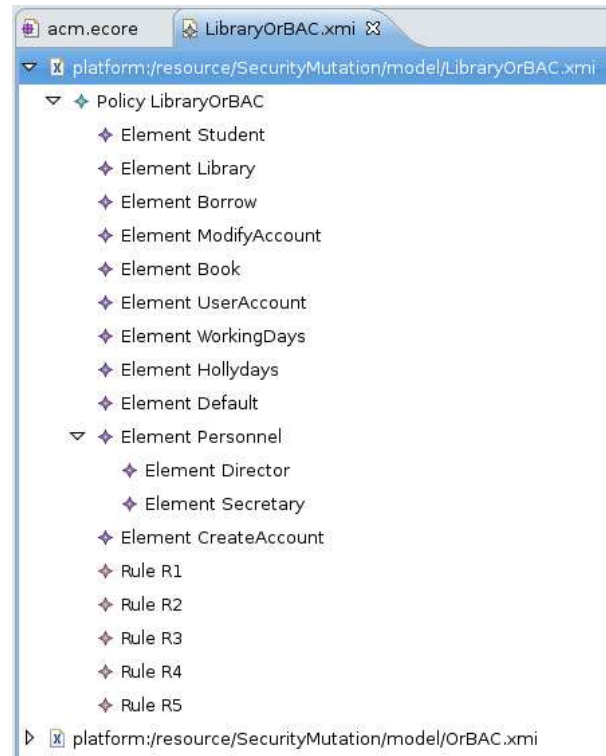 acm.ecore LibraryOrBAC.xmi
platform:/resource/SecurityMutation/model/LibraryOrBAC.xmi
Policy LibraryOrBAC
Element Student
Element Library
Element Borrow
Element ModifyAccount
Element Book
Element UserAccount
Element WorkingDays
Element Hollydays
Element Default
Element Personnel
Element Director
Element Secretary
Element CreateAccount
Rule R1
Rule R2
Rule R3
Rule R4
Rule R5
platform:/resource/SecurityMutation/model/OrBAC.xmi